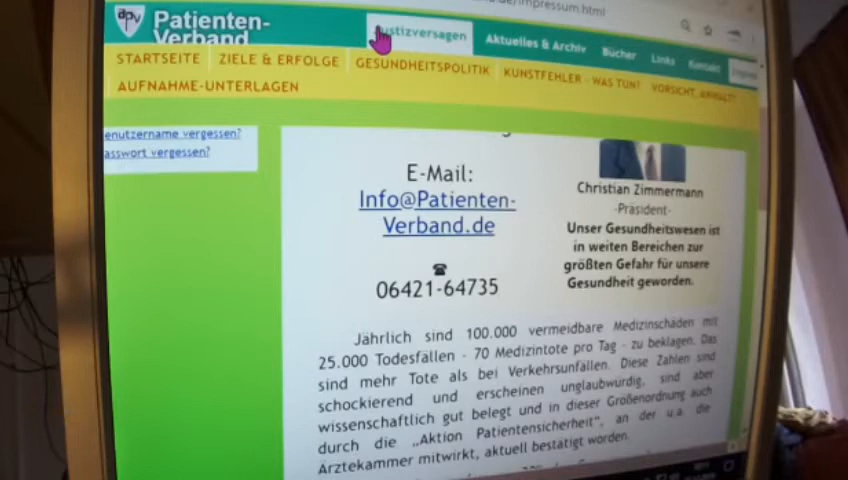 Impressum.html
apv Patienten-
Verband
Justizversagen Aktuelles & Archiv Bücher Links Kontakt
STARTSEITE ZIELE & ERFOLGE GESUNDHEITSPOLITIK KUNSTFEHLER - WAS TUN? VORSICHT, ANWALT!
AUFNAHME-UNTERLAGEN
enutzername vergessen?
asswort vergessen?
E-Mail:
Info@Patienten-
Verband.de
☎
06421-64735
Christian Zimmermann
-Präsident-
Unser Gesundheitswesen ist
in weiten Bereichen zur
größten Gefahr für unsere
Gesundheit geworden.
Jährlich sind 100.000 vermeidbare Medizinschäden mit
25.000 Todesfällen - 70 Medizintote pro Tag - zu beklagen. Das
sind mehr Tote als bei Verkehrsunfällen. Diese Zahlen sind
schockierend und erscheinen unglaubwürdig, sind aber
wissenschaftlich gut belegt und in dieser Größenordnung auch
durch die „Aktion Patientensicherheit", an der u.a. die
Ärztekammer mitwirkt, aktuell bestätigt worden.